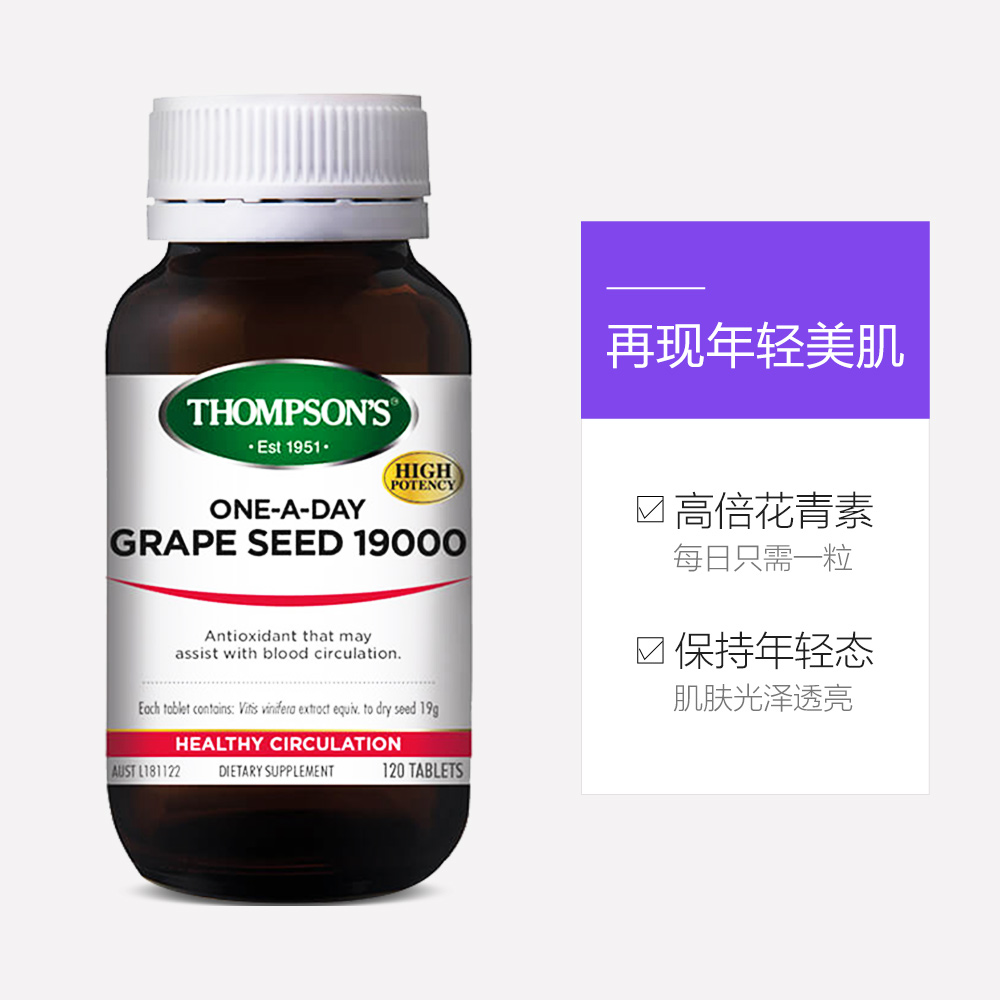 THOMPSON'S
• Est 1951 •
HIGH
POTENCY
ONE-A-DAY
GRAPE SEED 19000
Antioxidant that may
assist with blood circulation.
Each tablet contains: Vitis vinifera extract equiv. to dry seed 19g
HEALTHY CIRCULATION
AUST L181122 DIETARY SUPPLEMENT 120 TABLETS
再现年轻美肌
高倍花青素
每日只需一粒
保持年轻态
肌肤光泽透亮